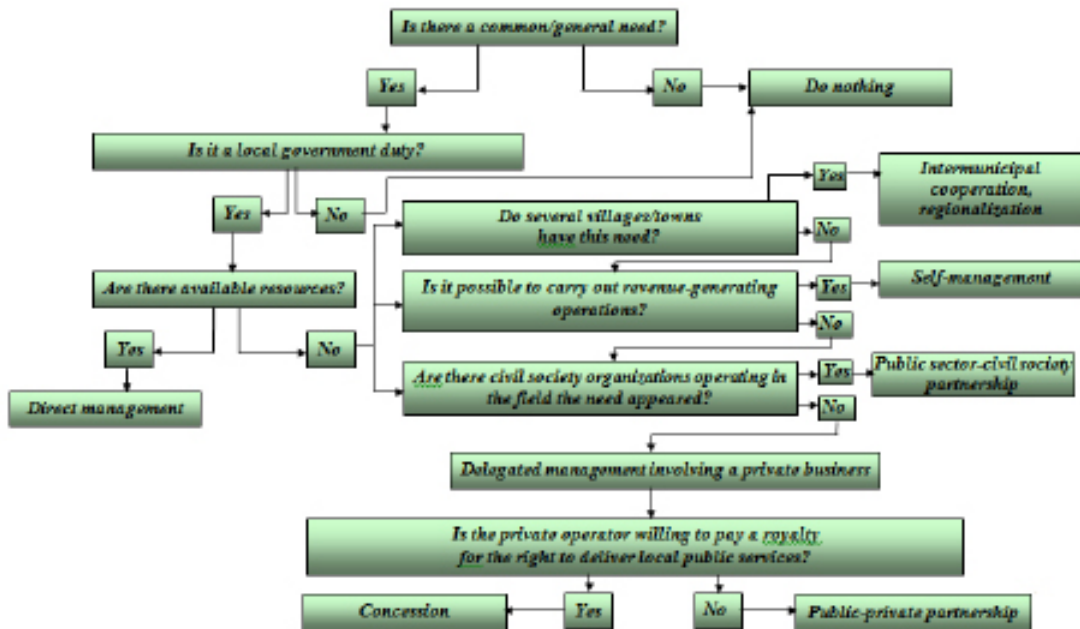 Is there a common/general need?
Yes
No
Do nothing
Is it a local government duty?
Yes
No
Do several villages/towns
have this need?
Yes
Intermunicipal
cooperation,
regionalization
No
Are there available resources?
Is it possible to carry out revenue-generating
operations?
Yes
Self-management
No
Yes
No
Are there civil society organizations operating in
the field the need appeared?
Yes
Public sector-civil society
partnership
No
Direct management
Delegated management involving a private business
Is the private operator willing to pay a royalty
for the right to deliver local public services?
Concession
Yes
No
Public-private partnership